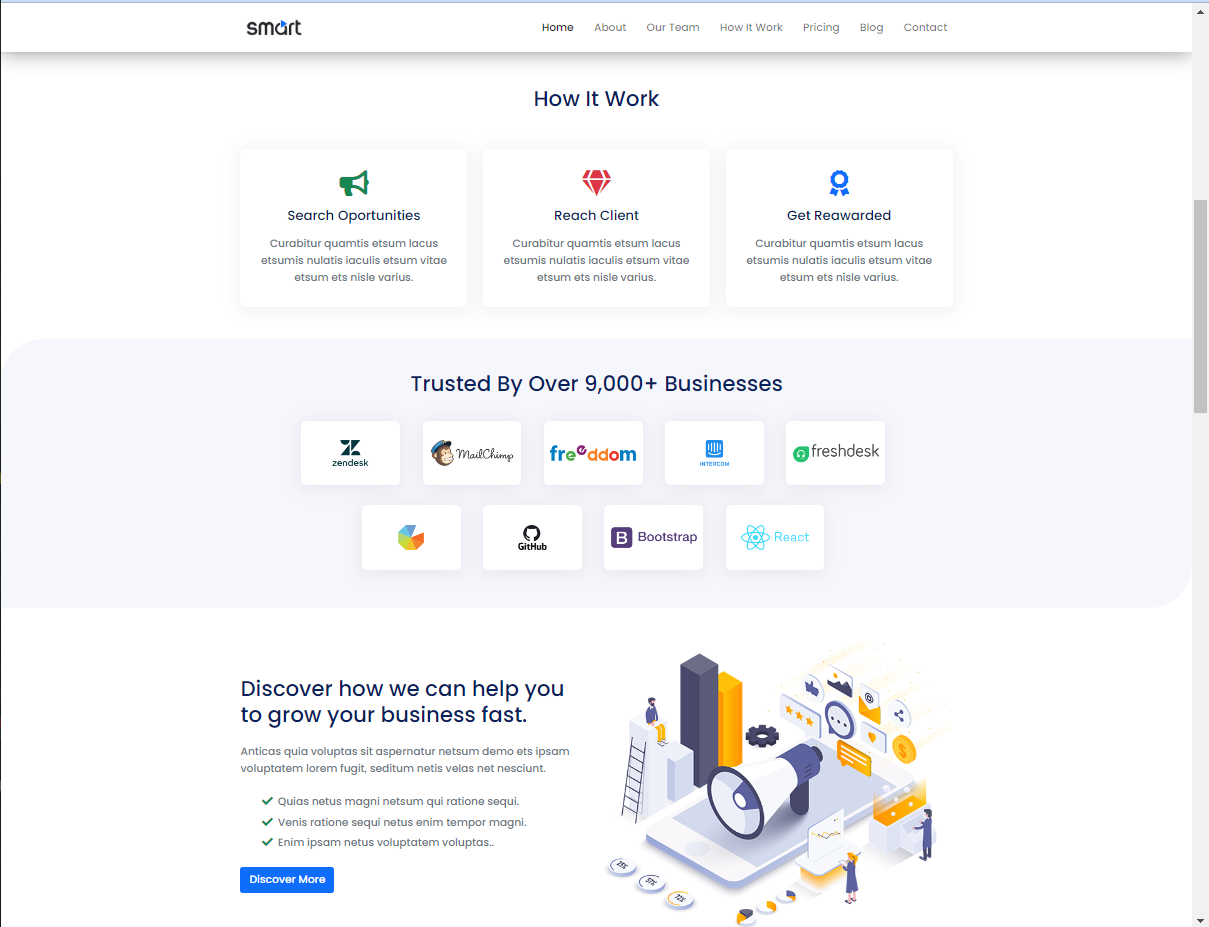 smart
Home About Our Team How It Work Pricing Blog Contact
How It Work
Search Oportunities
Curabitur quamtis etsum lacus
etsumis nulatis iaculis etsum vitae
etsum ets nisle varius.
Reach Client
Curabitur quamtis etsum lacus
etsumis nulatis iaculis etsum vitae
etsum ets nisle varius.
Get Reawarded
Curabitur quamtis etsum lacus
etsumis nulatis iaculis etsum vitae
etsum ets nisle varius.
Trusted By Over 9,000+ Businesses
zendesk
MailChimp
freeddom
INTERCOM
freshdesk
GitHub
B Bootstrap
React
Discover how we can help you
to grow your business fast.
Anticas quia voluptas sit aspernatur netsum demo ets ipsam
voluptatem lorem fugit, seditum netis velas net nesciunt.
Quias netus magni netsum qui ratione sequi.
Venis ratione sequi netus enim tempor magni.
Enim ipsam netus voluptatem voluptas..
Discover More
@
$
25%
57%